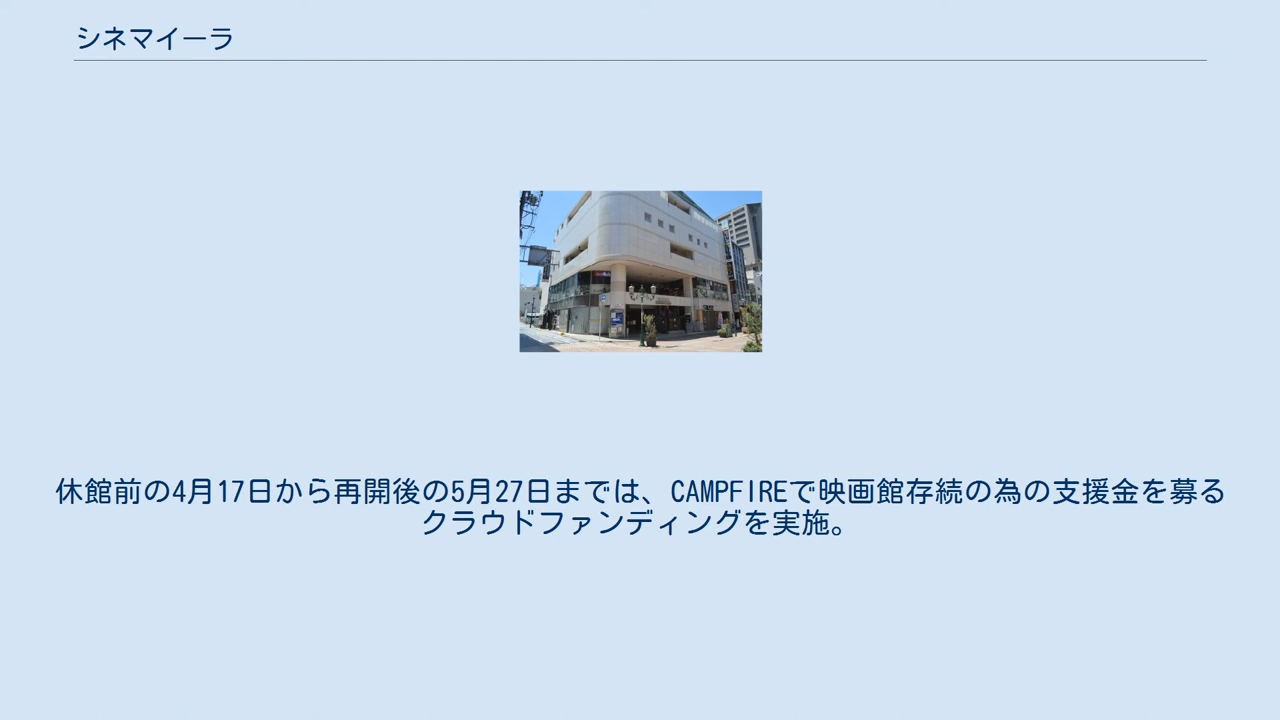 シネマイーラ
休館前の4月17日から再開後の5月27日までは、CAMPFIREで映画館存続の為の支援金を募る
クラウドファンディングを実施。